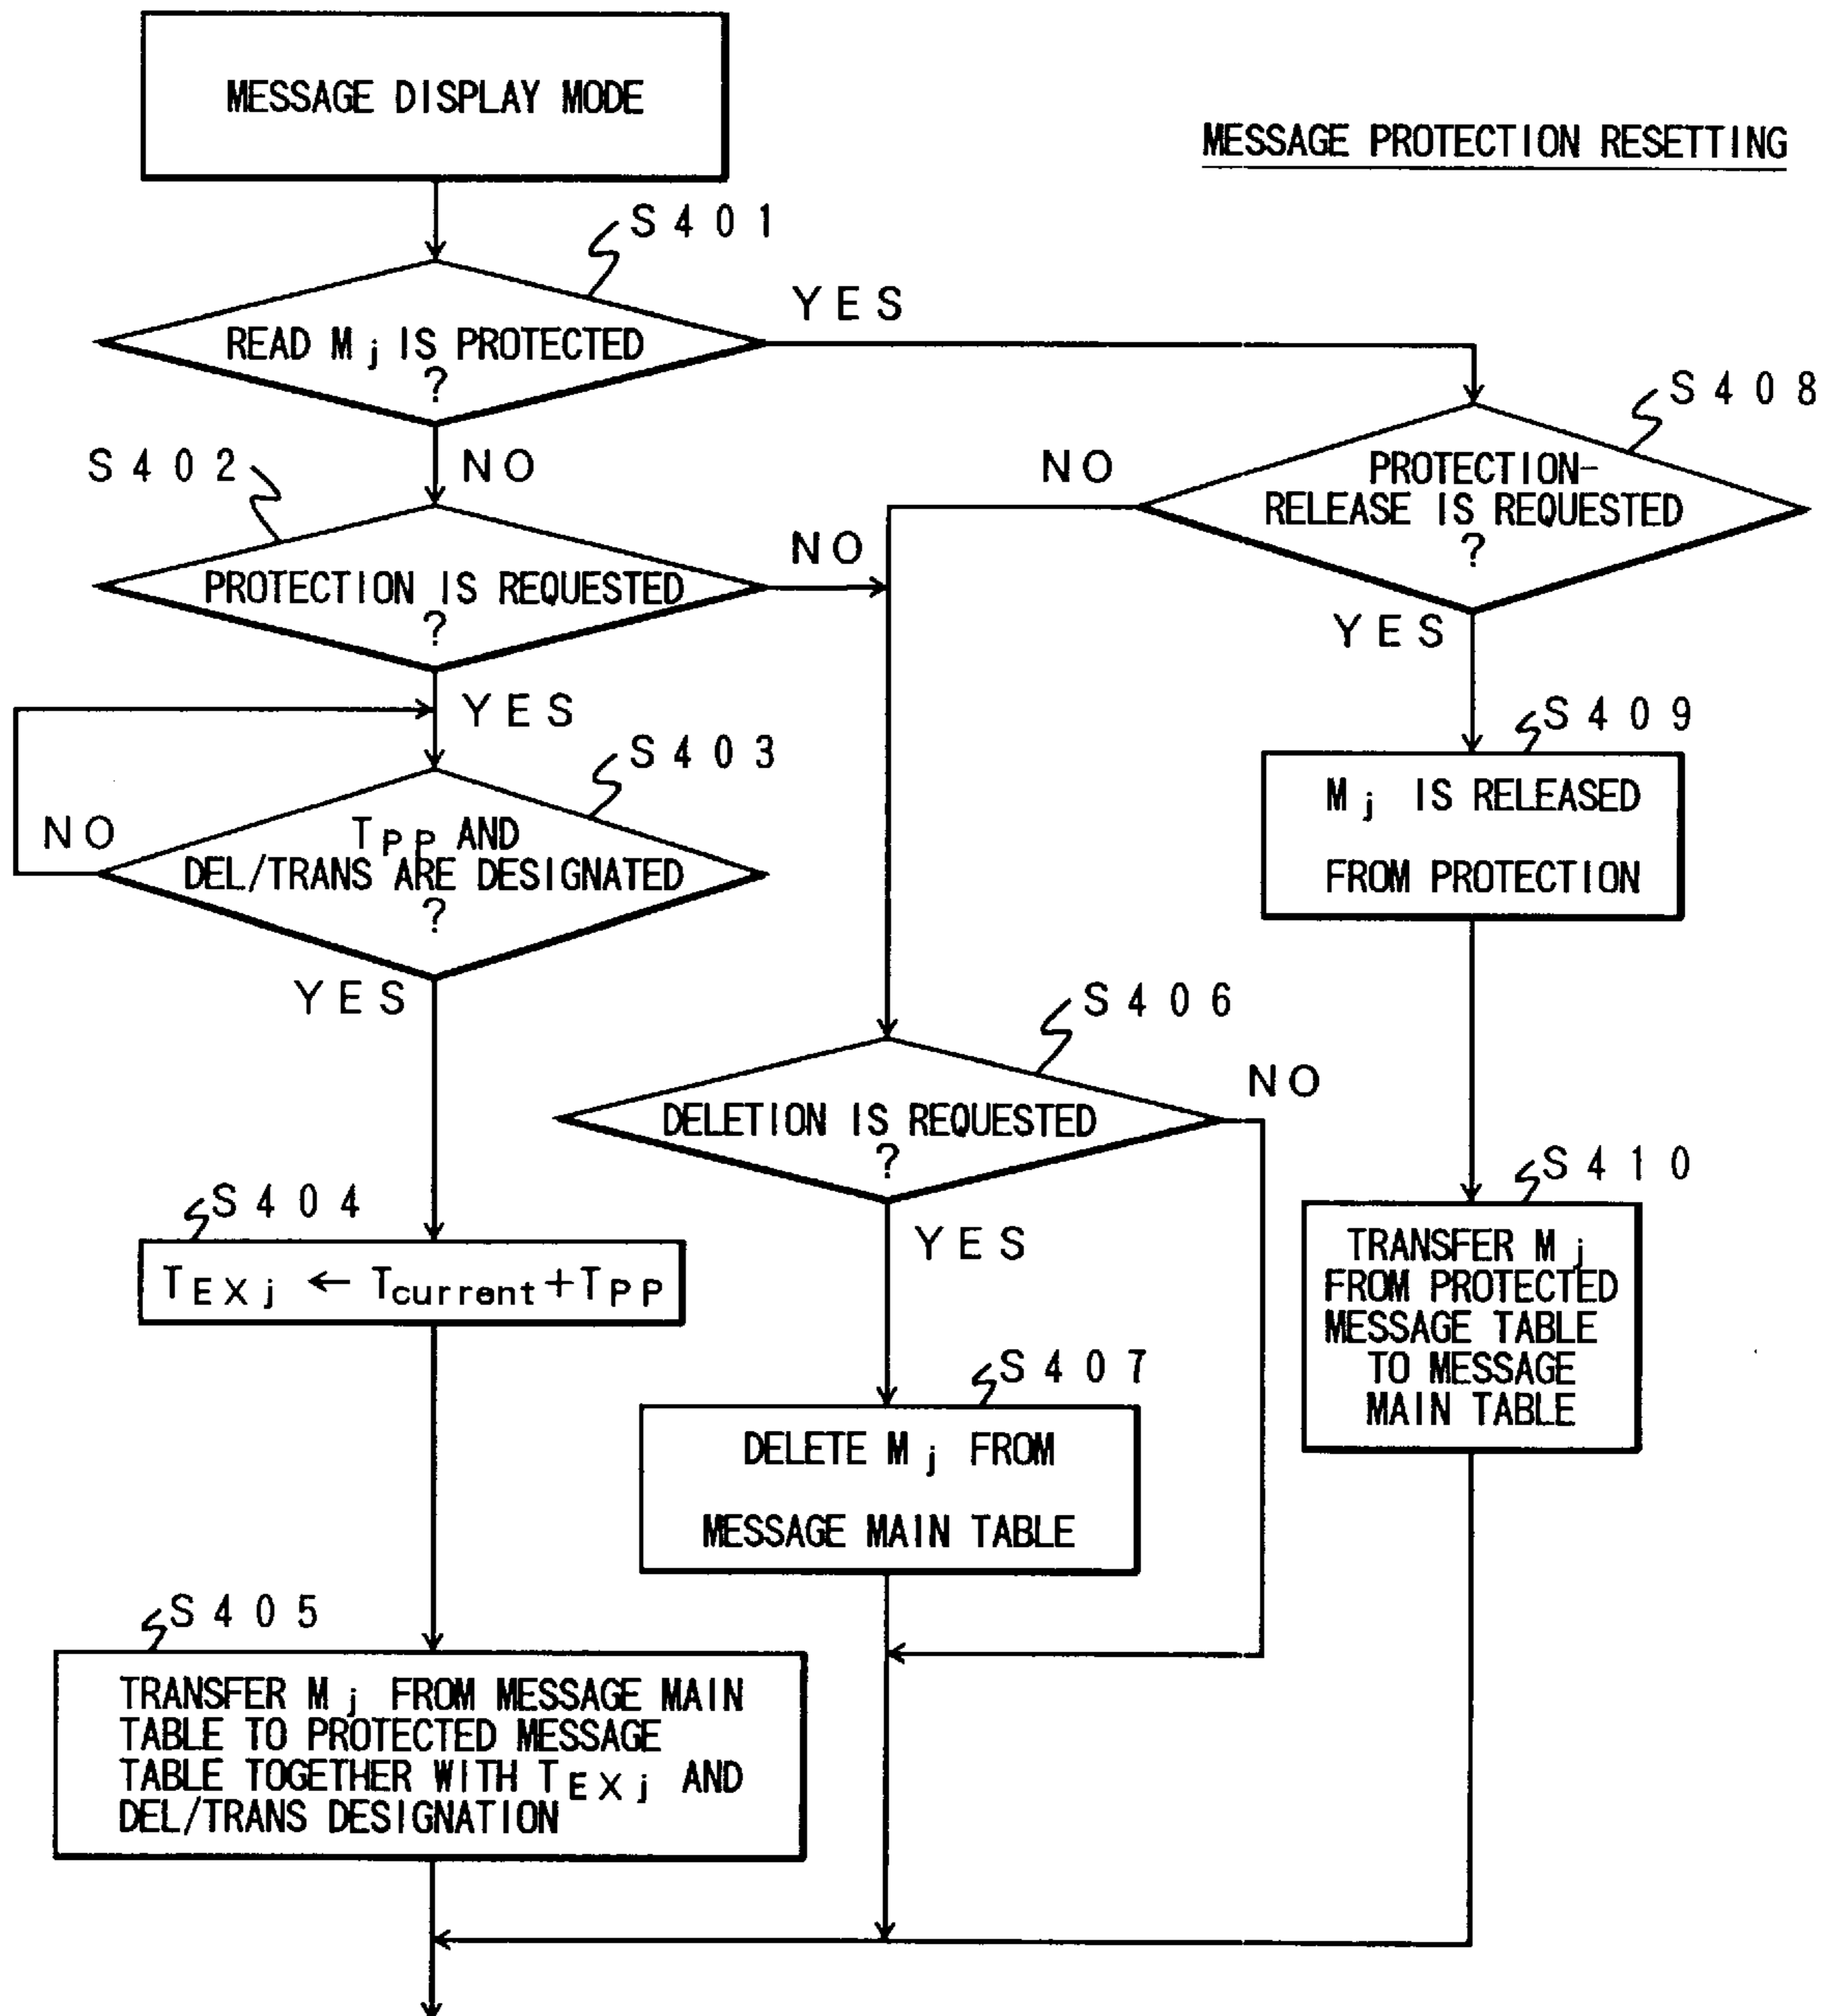 MESSAGE DISPLAY MODE
MESSAGE PROTECTION RESETTING
S401
READ Mj IS PROTECTED
?
YES
NO
S408
PROTECTION-
RELEASE IS REQUESTED
?
NO
YES
S402
PROTECTION IS REQUESTED
?
NO
YES
S403
TPP AND
DEL/TRANS ARE DESIGNATED
?
NO
YES
S409
Mj IS RELEASED
FROM PROTECTION
S406
DELETION IS REQUESTED
?
NO
YES
S404
TEXj ← Tcurrent+TPP
S410
TRANSFER Mj
FROM PROTECTED
MESSAGE TABLE
TO MESSAGE
MAIN TABLE
S407
DELETE Mj FROM
MESSAGE MAIN TABLE
S405
TRANSFER Mj FROM MESSAGE MAIN
TABLE TO PROTECTED MESSAGE
TABLE TOGETHER WITH TEXj AND
DEL/TRANS DESIGNATION